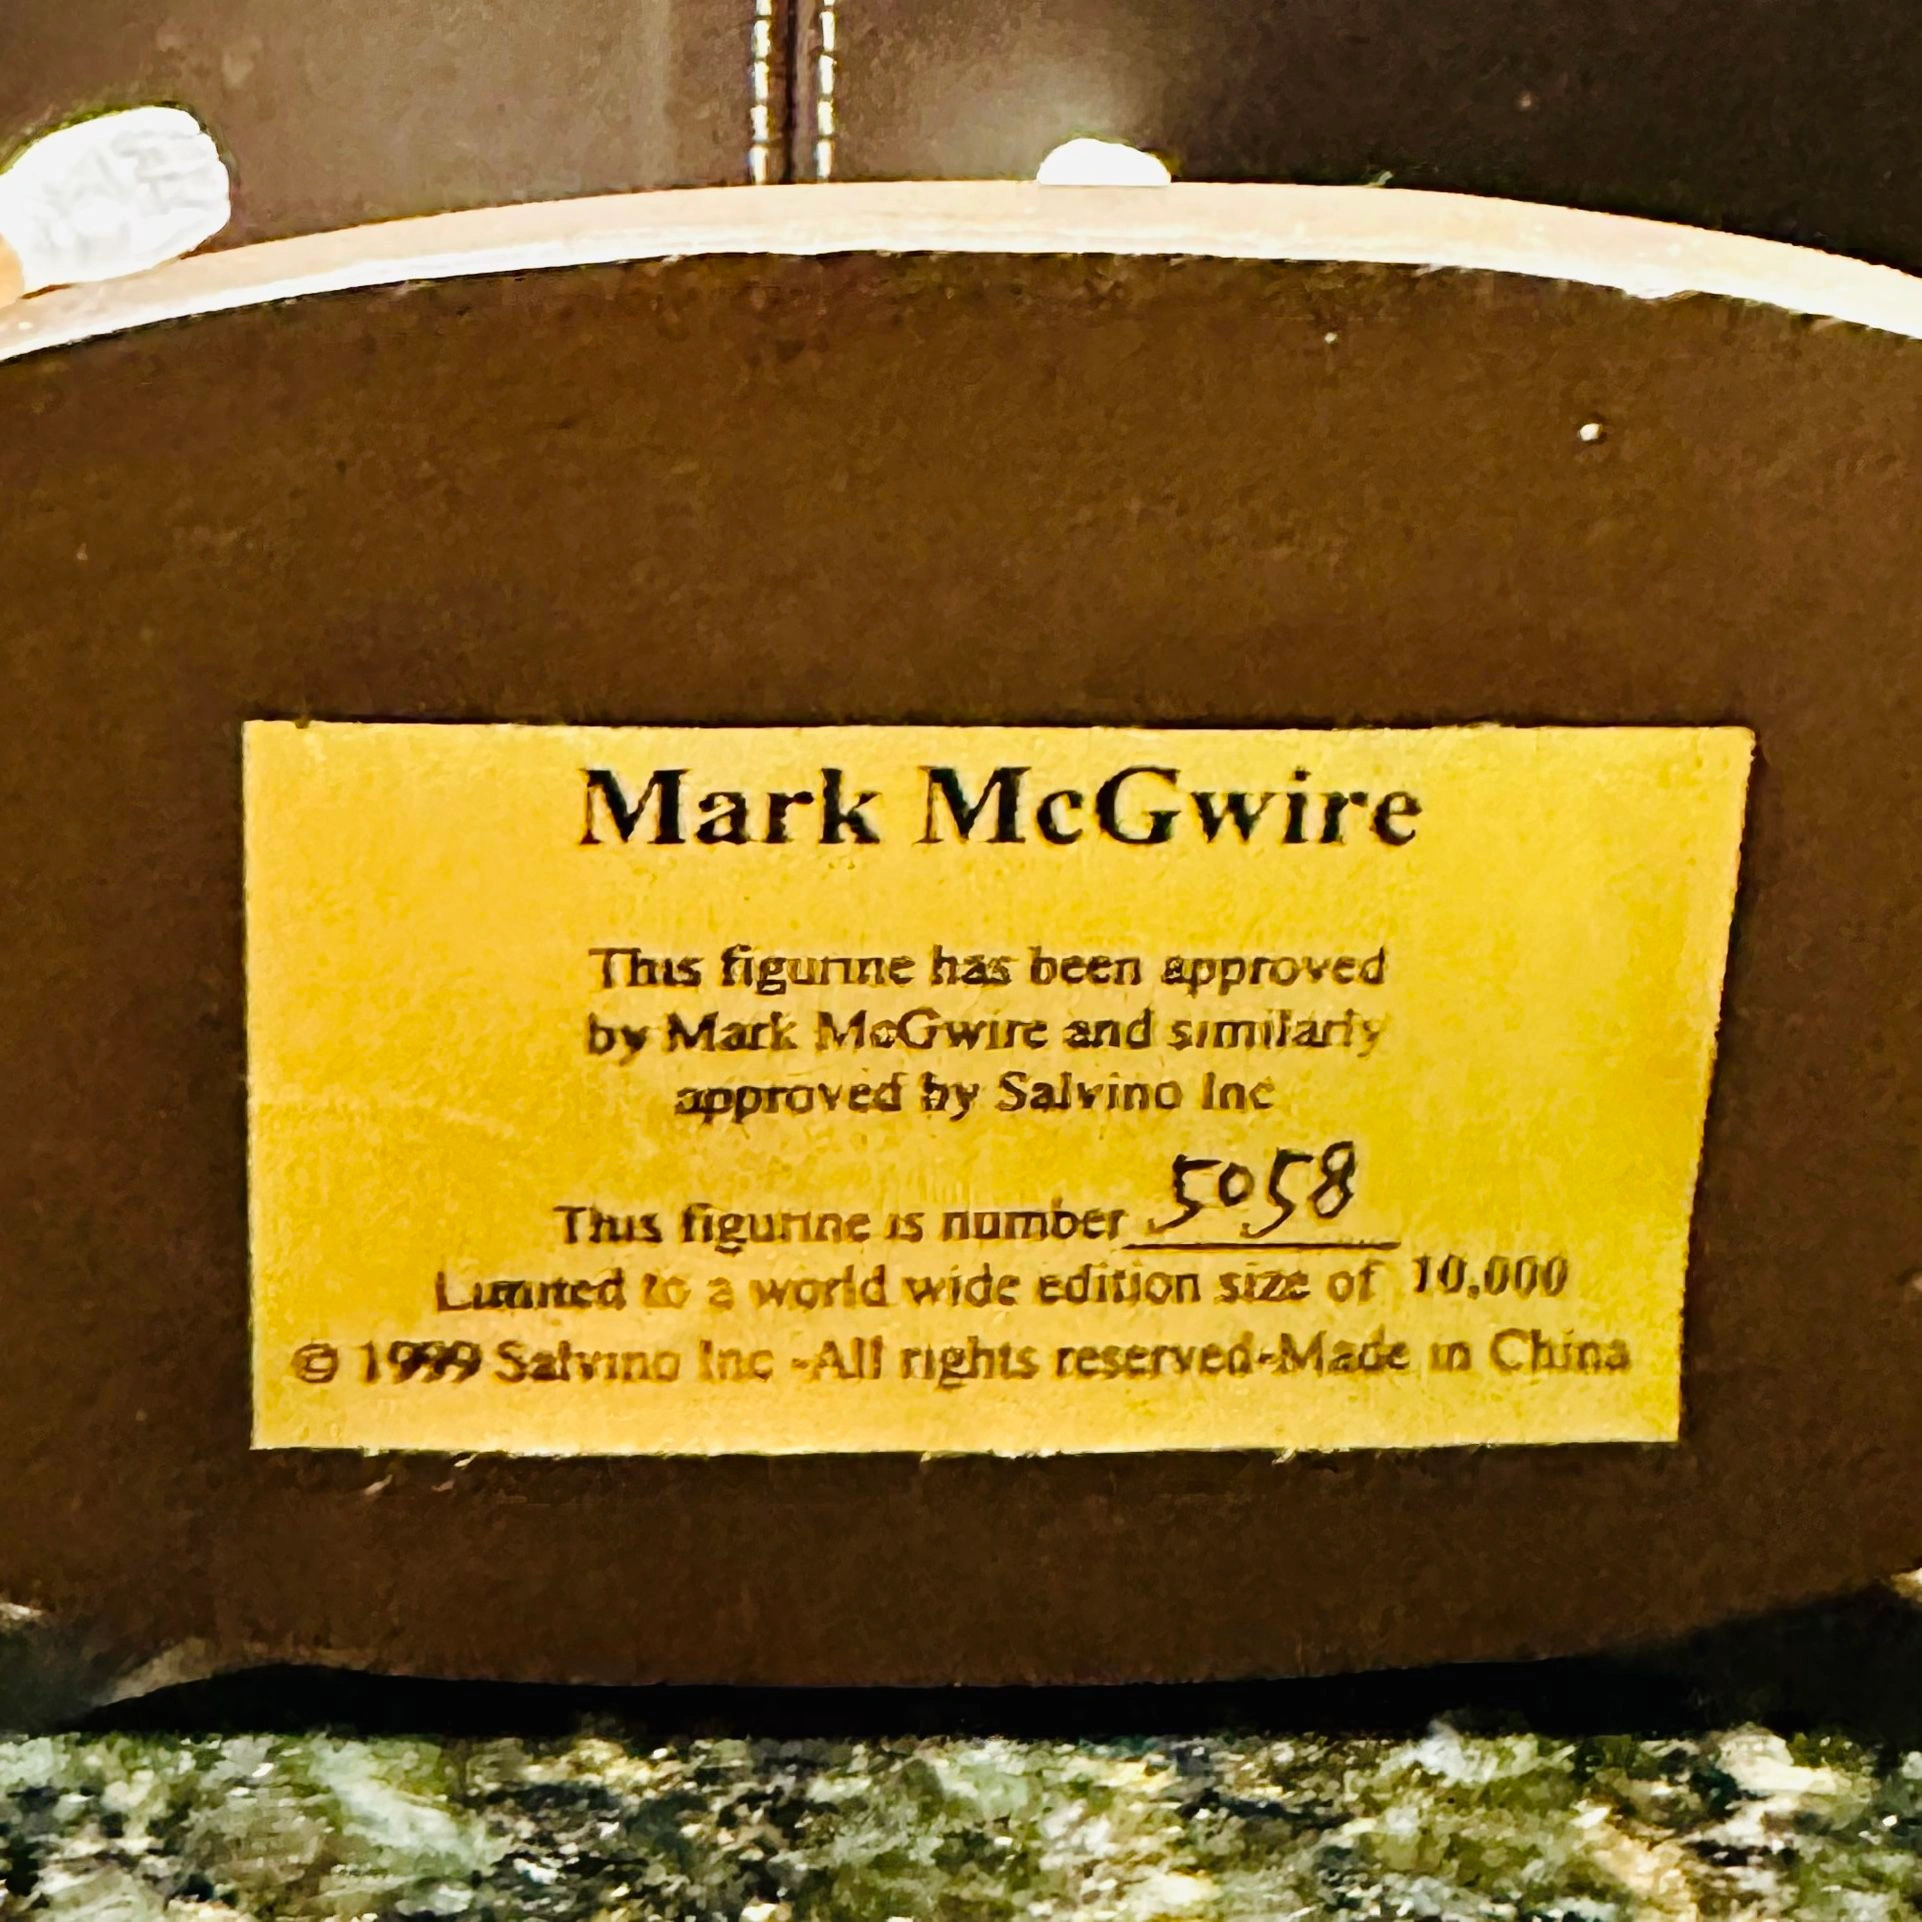 Mark McGwire
This figurine has been approved
by Mark McGwire and similarly
approved by Salvino Inc
This figurine is number 5058
Limited to a world wide edition size of 10,000
© 1999 Salvino Inc -All rights reserved-Made in China